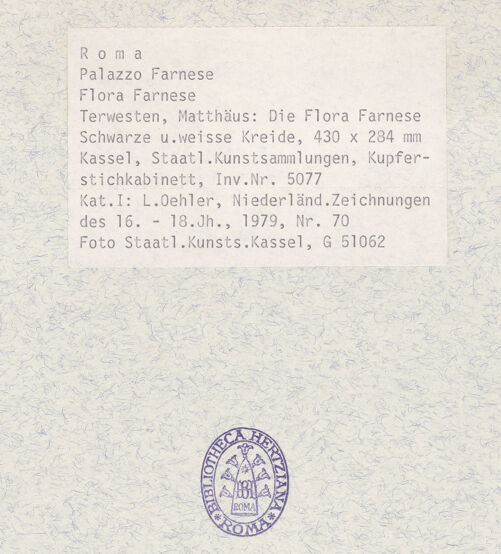 R o m a
Palazzo Farnese
Flora Farnese
Terwesten, Matthäus: Die Flora Farnese
Schwarze u.weisse Kreide, 430 x 284 mm
Kassel, Staatl.Kunstsammlungen, Kupfer-
stichkabinett, Inv.Nr. 5077
Kat.I: L.Oehler, Niederländ.Zeichnungen
des 16. - 18.Jh., 1979, Nr. 70
Foto Staatl.Kunsts.Kassel, G 51062
BIBLIOTHECA HERTZIANA
ROMA
ROMA